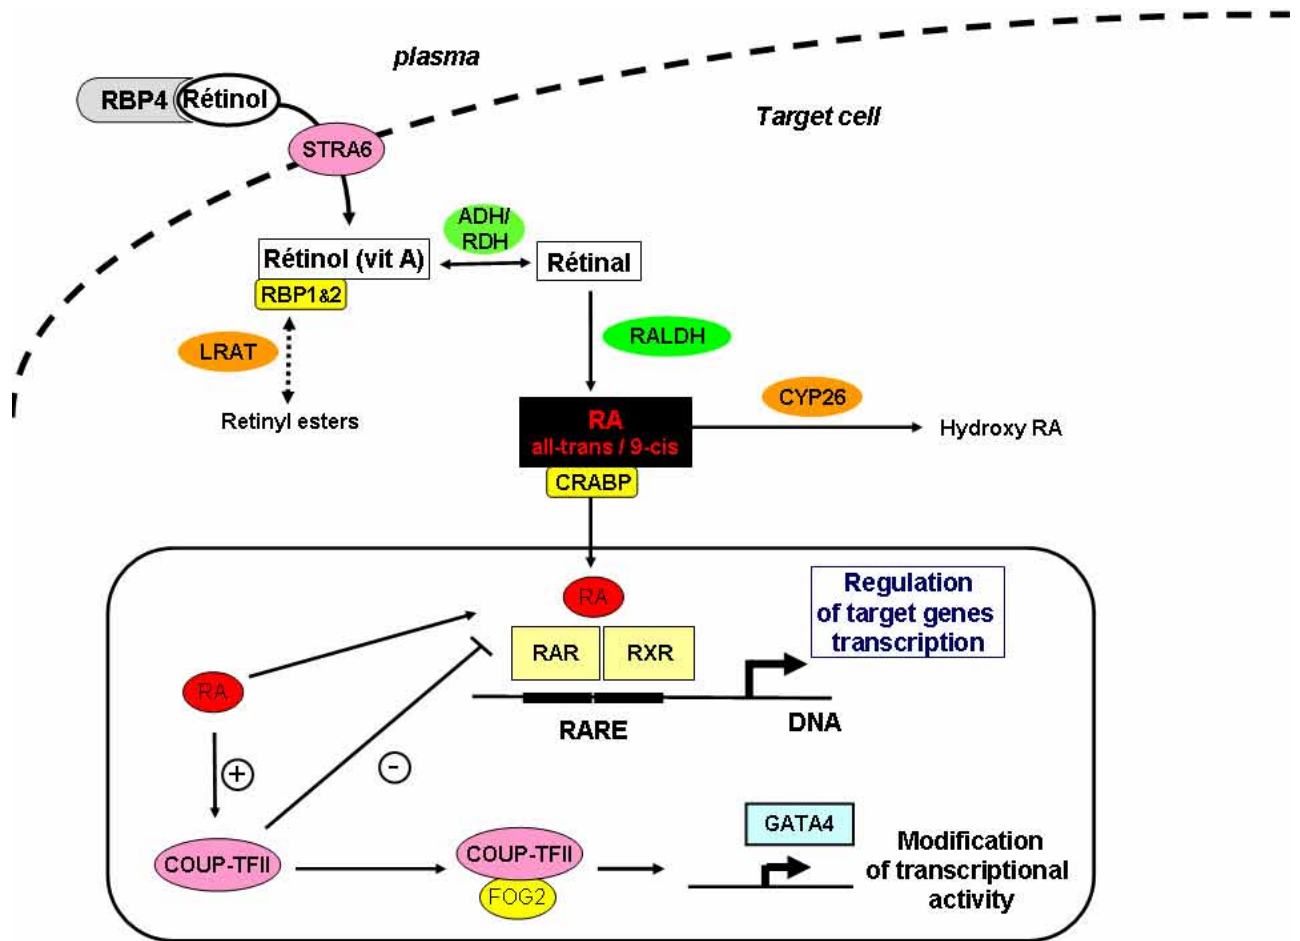 plasma
RBP4
Rétinol
Target cell
STRA6
ADH/
RDH
Rétinol (vit A)
Rétinal
RBP1&2
LRAT
RALDH
Retinyl esters
CYP26
RA
all-trans / 9-cis
Hydroxy RA
CRABP
RA
Regulation
of target genes
transcription
RAR
RXR
RA
RARE
DNA
+
-
GATA4
COUP-TFII
COUP-TFII
FOG2
Modification
of transcriptional
activity